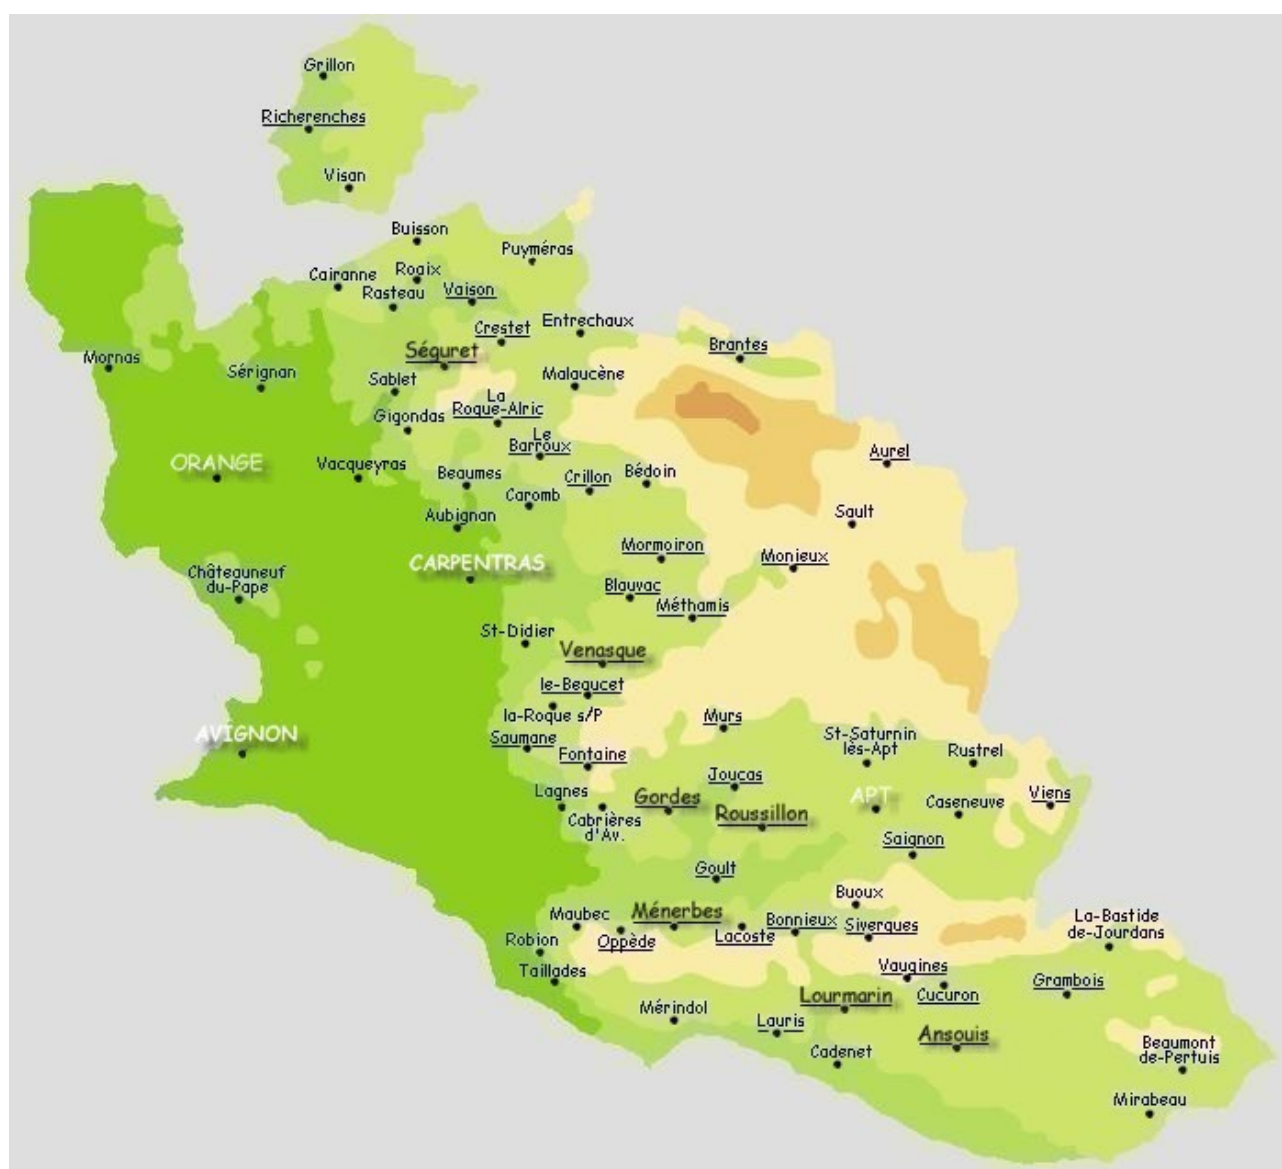 Grillon
Richerenches
Visan
Buisson
Puyméras
Cairanne
Roaix
Rasteau
Vaison
Entrechaux
Crestet
Séguret
Brantes
Mornas
Sérignan
Sablet
Malaucène
La
Roque-Alric
Gigondas
Le
Barroux
Aurel
ORANGE
Vacqueyras
Beaumes
Crillon
Bédoin
Caromb
Aubignan
Sault
Mormoiron
Monieux
CARPENTRAS
Châteauneuf
du-Pape
Blauvac
Méthamis
St-Didier
Venasque
le-Beaucet
la-Roque s/P
Murs
AVIGNON
Saumane
Fontaine
St-Saturnin
lès-Apt
Rustrel
Joucas
Lagnes
Gordes
APT
Caseneuve
Viens
Cabrières
d'Av.
Roussillon
Saignon
Goult
Buoux
Maubec
Ménerbes
Bonnieux
La-Bastide
de-Jourdans
Oppède
Lacoste
Sivergues
Robion
Taillades
Vaugines
Cucuron
Grambois
Lourmarin
Mérindol
Lauris
Ansouis
Cadenet
Beaumont
de-Pertuis
Mirabeau